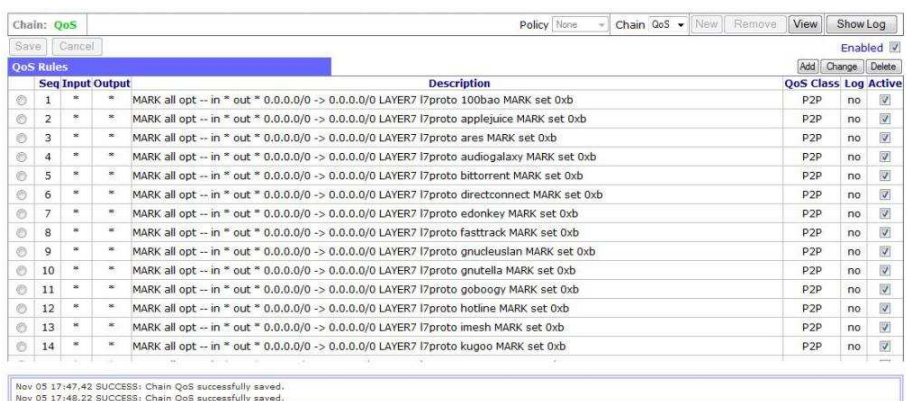 Chain: QoS Policy None Chain QoS New Remove View Show Log
Save Cancel Enabled
QoS Rules Add Change Delete
Seq Input Output Description QoS Class Log Active
1 * * MARK all opt -- in * out * 0.0.0.0/0 -> 0.0.0.0/0 LAYER7 l7proto 100bao MARK set 0xb P2P no
2 * * MARK all opt -- in * out * 0.0.0.0/0 -> 0.0.0.0/0 LAYER7 l7proto applejuice MARK set 0xb P2P no
3 * * MARK all opt -- in * out * 0.0.0.0/0 -> 0.0.0.0/0 LAYER7 l7proto ares MARK set 0xb P2P no
4 * * MARK all opt -- in * out * 0.0.0.0/0 -> 0.0.0.0/0 LAYER7 l7proto audiogalaxy MARK set 0xb P2P no
5 * * MARK all opt -- in * out * 0.0.0.0/0 -> 0.0.0.0/0 LAYER7 l7proto bittorrent MARK set 0xb P2P no
6 * * MARK all opt -- in * out * 0.0.0.0/0 -> 0.0.0.0/0 LAYER7 l7proto directconnect MARK set 0xb P2P no
7 * * MARK all opt -- in * out * 0.0.0.0/0 -> 0.0.0.0/0 LAYER7 l7proto edonkey MARK set 0xb P2P no
8 * * MARK all opt -- in * out * 0.0.0.0/0 -> 0.0.0.0/0 LAYER7 l7proto fasttrack MARK set 0xb P2P no
9 * * MARK all opt -- in * out * 0.0.0.0/0 -> 0.0.0.0/0 LAYER7 l7proto gnucleuslan MARK set 0xb P2P no
10 * * MARK all opt -- in * out * 0.0.0.0/0 -> 0.0.0.0/0 LAYER7 l7proto gnutella MARK set 0xb P2P no
11 * * MARK all opt -- in * out * 0.0.0.0/0 -> 0.0.0.0/0 LAYER7 l7proto goboogy MARK set 0xb P2P no
12 * * MARK all opt -- in * out * 0.0.0.0/0 -> 0.0.0.0/0 LAYER7 l7proto hotline MARK set 0xb P2P no
13 * * MARK all opt -- in * out * 0.0.0.0/0 -> 0.0.0.0/0 LAYER7 l7proto imesh MARK set 0xb P2P no
14 * * MARK all opt -- in * out * 0.0.0.0/0 -> 0.0.0.0/0 LAYER7 l7proto kugoo MARK set 0xb P2P no
Nov 05 17:47,42 SUCCESS: Chain QoS successfully saved.
Nov 05 17:48,22 SUCCESS: Chain QoS successfully saved.